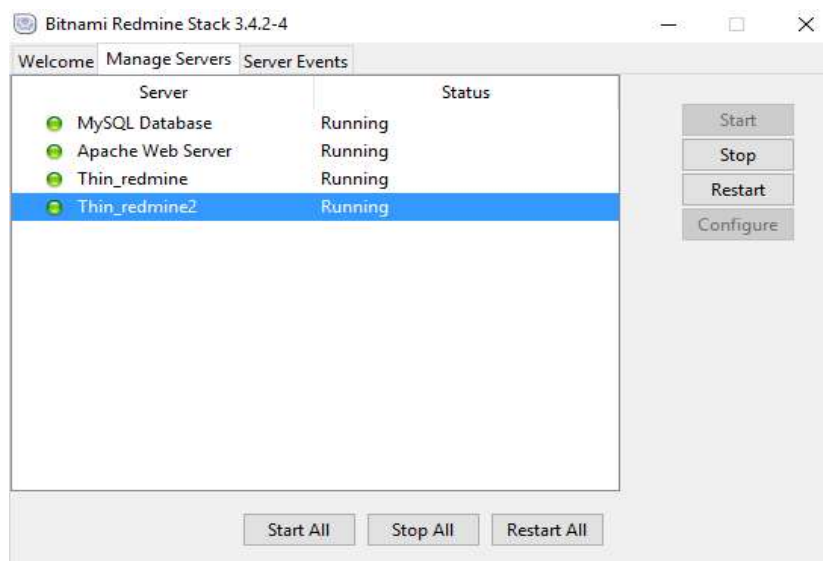 Bitnami Redmine Stack 3.4.2-4
Welcome Manage Servers Server Events
Server Status
MySQL Database Running
Apache Web Server Running
Thin_redmine Running
Thin_redmine2 Running
Start
Stop
Restart
Configure
Start All Stop All Restart All